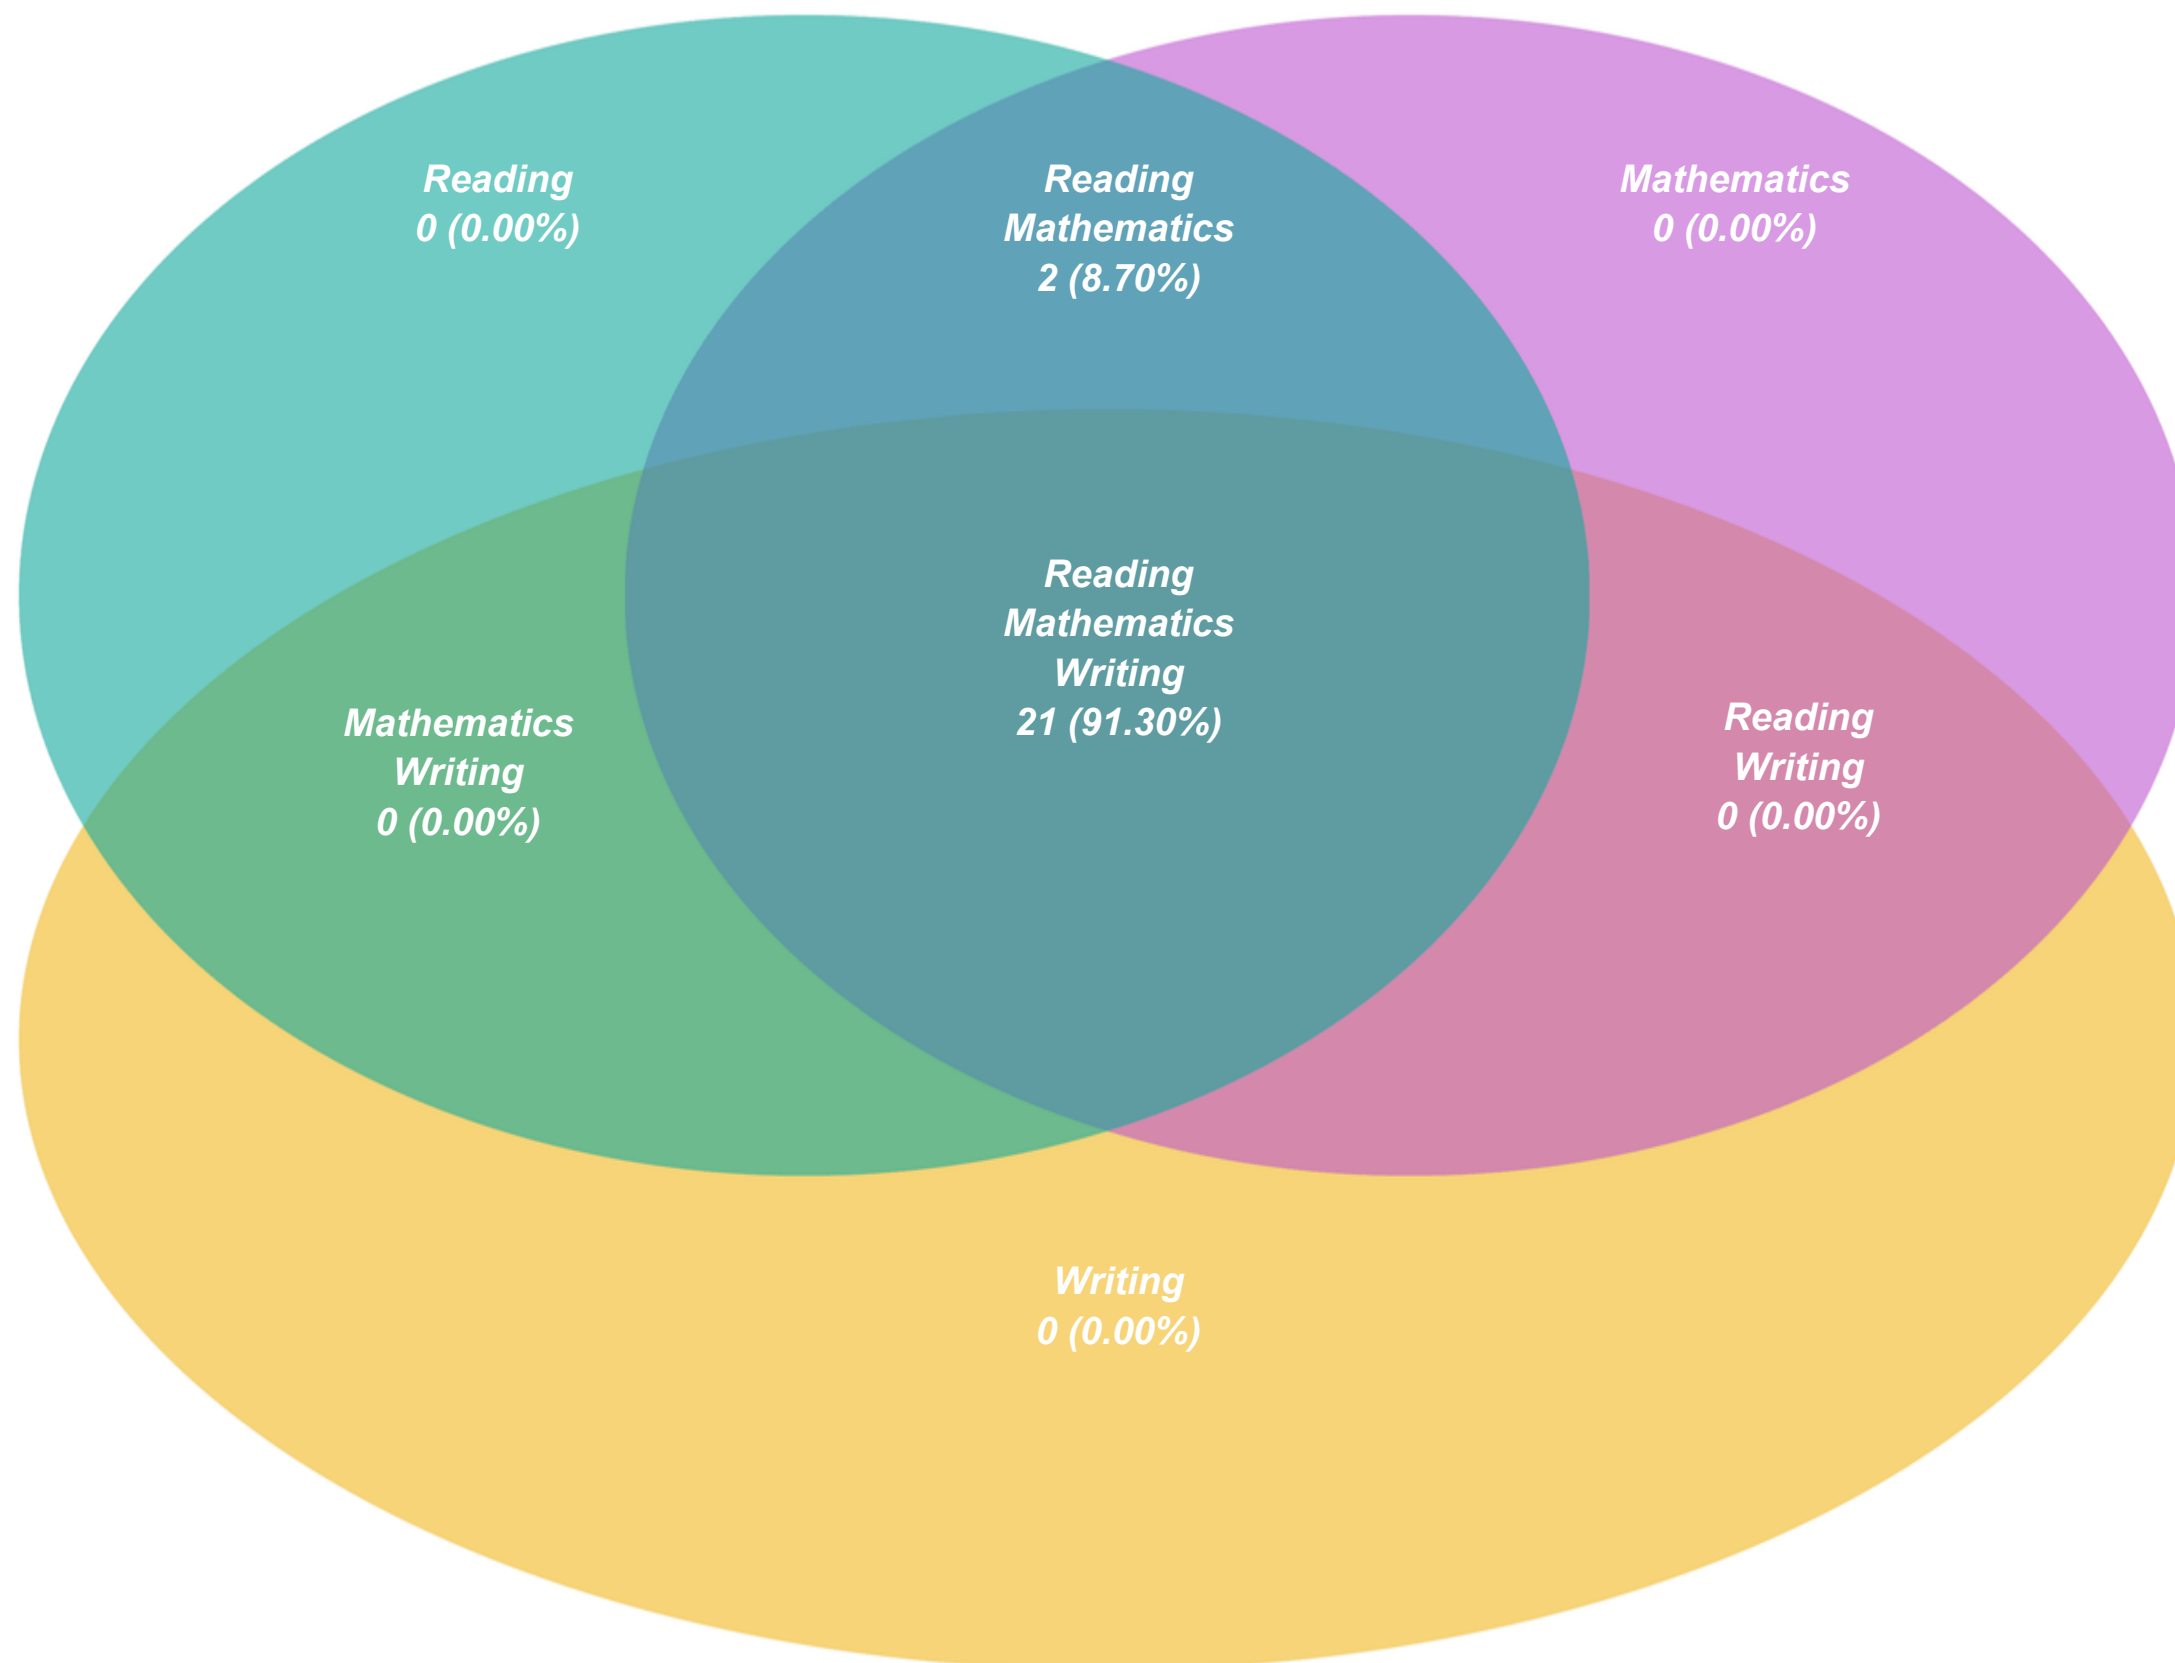 Reading
0 (0.00%)
Reading
Mathematics
2 (8.70%)
Mathematics
0 (0.00%)
Reading
Mathematics
Writing
21 (91.30%)
Mathematics
Writing
0 (0.00%)
Reading
Writing
0 (0.00%)
Writing
0 (0.00%)